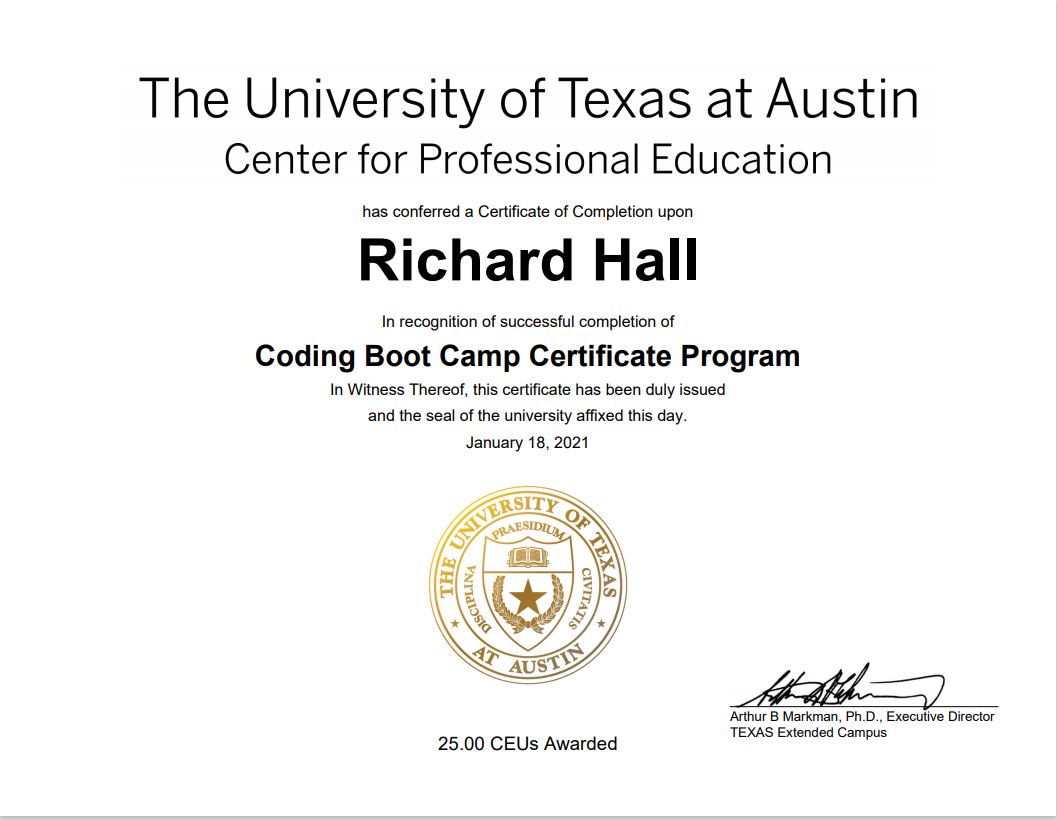 The University of Texas at Austin
Center for Professional Education
has conferred a Certificate of Completion upon
Richard Hall
In recognition of successful completion of
Coding Boot Camp Certificate Program
In Witness Thereof, this certificate has been duly issued
and the seal of the university affixed this day.
January 18, 2021
THE UNIVERSITY OF TEXAS
AT AUSTIN
PRAESIDIUM
DISCIPLINA
CIVITATIS
Arthur B Markman, Ph.D., Executive Director
TEXAS Extended Campus
25.00 CEUs Awarded